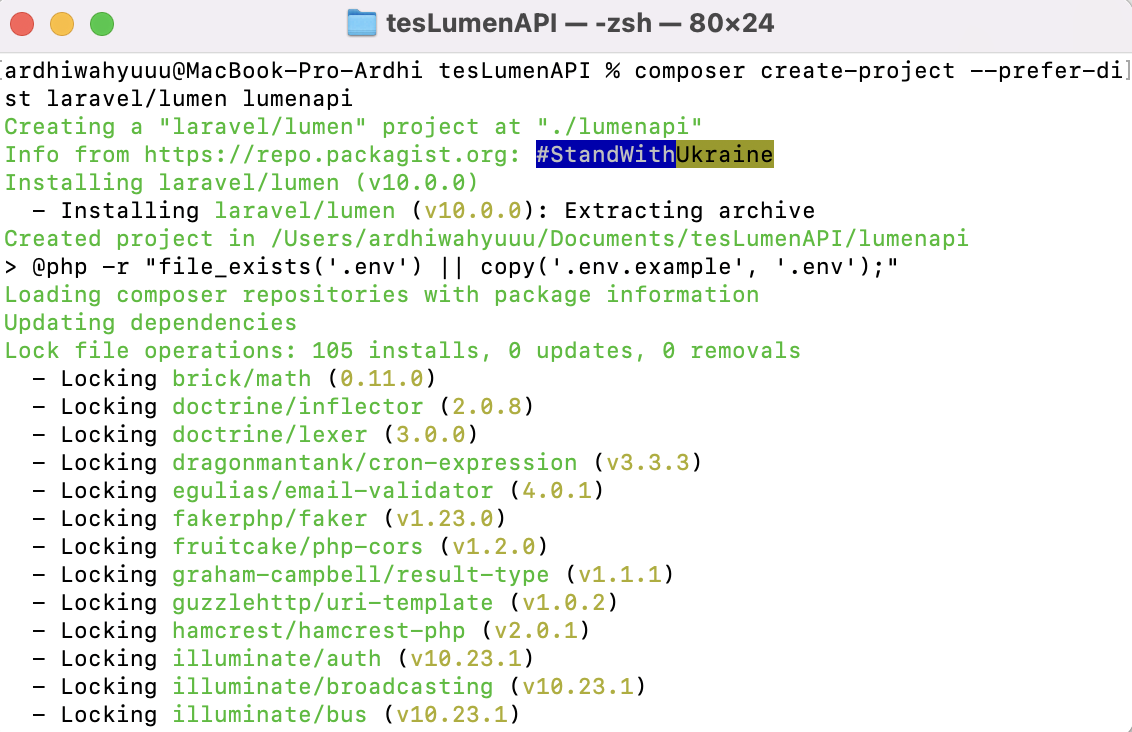 tesLumenAPI — -zsh — 80×24
[ardhiwahyuuu@MacBook-Pro-Ardhi tesLumenAPI % composer create-project --prefer-di]
st laravel/lumen lumenapi
Creating a "laravel/lumen" project at "./lumenapi"
Info from https://repo.packagist.org: #StandWithUkraine
Installing laravel/lumen (v10.0.0)
  - Installing laravel/lumen (v10.0.0): Extracting archive
Created project in /Users/ardhiwahyuuu/Documents/tesLumenAPI/lumenapi
> @php -r "file_exists('.env') || copy('.env.example', '.env');"
Loading composer repositories with package information
Updating dependencies
Lock file operations: 105 installs, 0 updates, 0 removals
  - Locking brick/math (0.11.0)
  - Locking doctrine/inflector (2.0.8)
  - Locking doctrine/lexer (3.0.0)
  - Locking dragonmantank/cron-expression (v3.3.3)
  - Locking egulias/email-validator (4.0.1)
  - Locking fakerphp/faker (v1.23.0)
  - Locking fruitcake/php-cors (v1.2.0)
  - Locking graham-campbell/result-type (v1.1.1)
  - Locking guzzlehttp/uri-template (v1.0.2)
  - Locking hamcrest/hamcrest-php (v2.0.1)
  - Locking illuminate/auth (v10.23.1)
  - Locking illuminate/broadcasting (v10.23.1)
  - Locking illuminate/bus (v10.23.1)